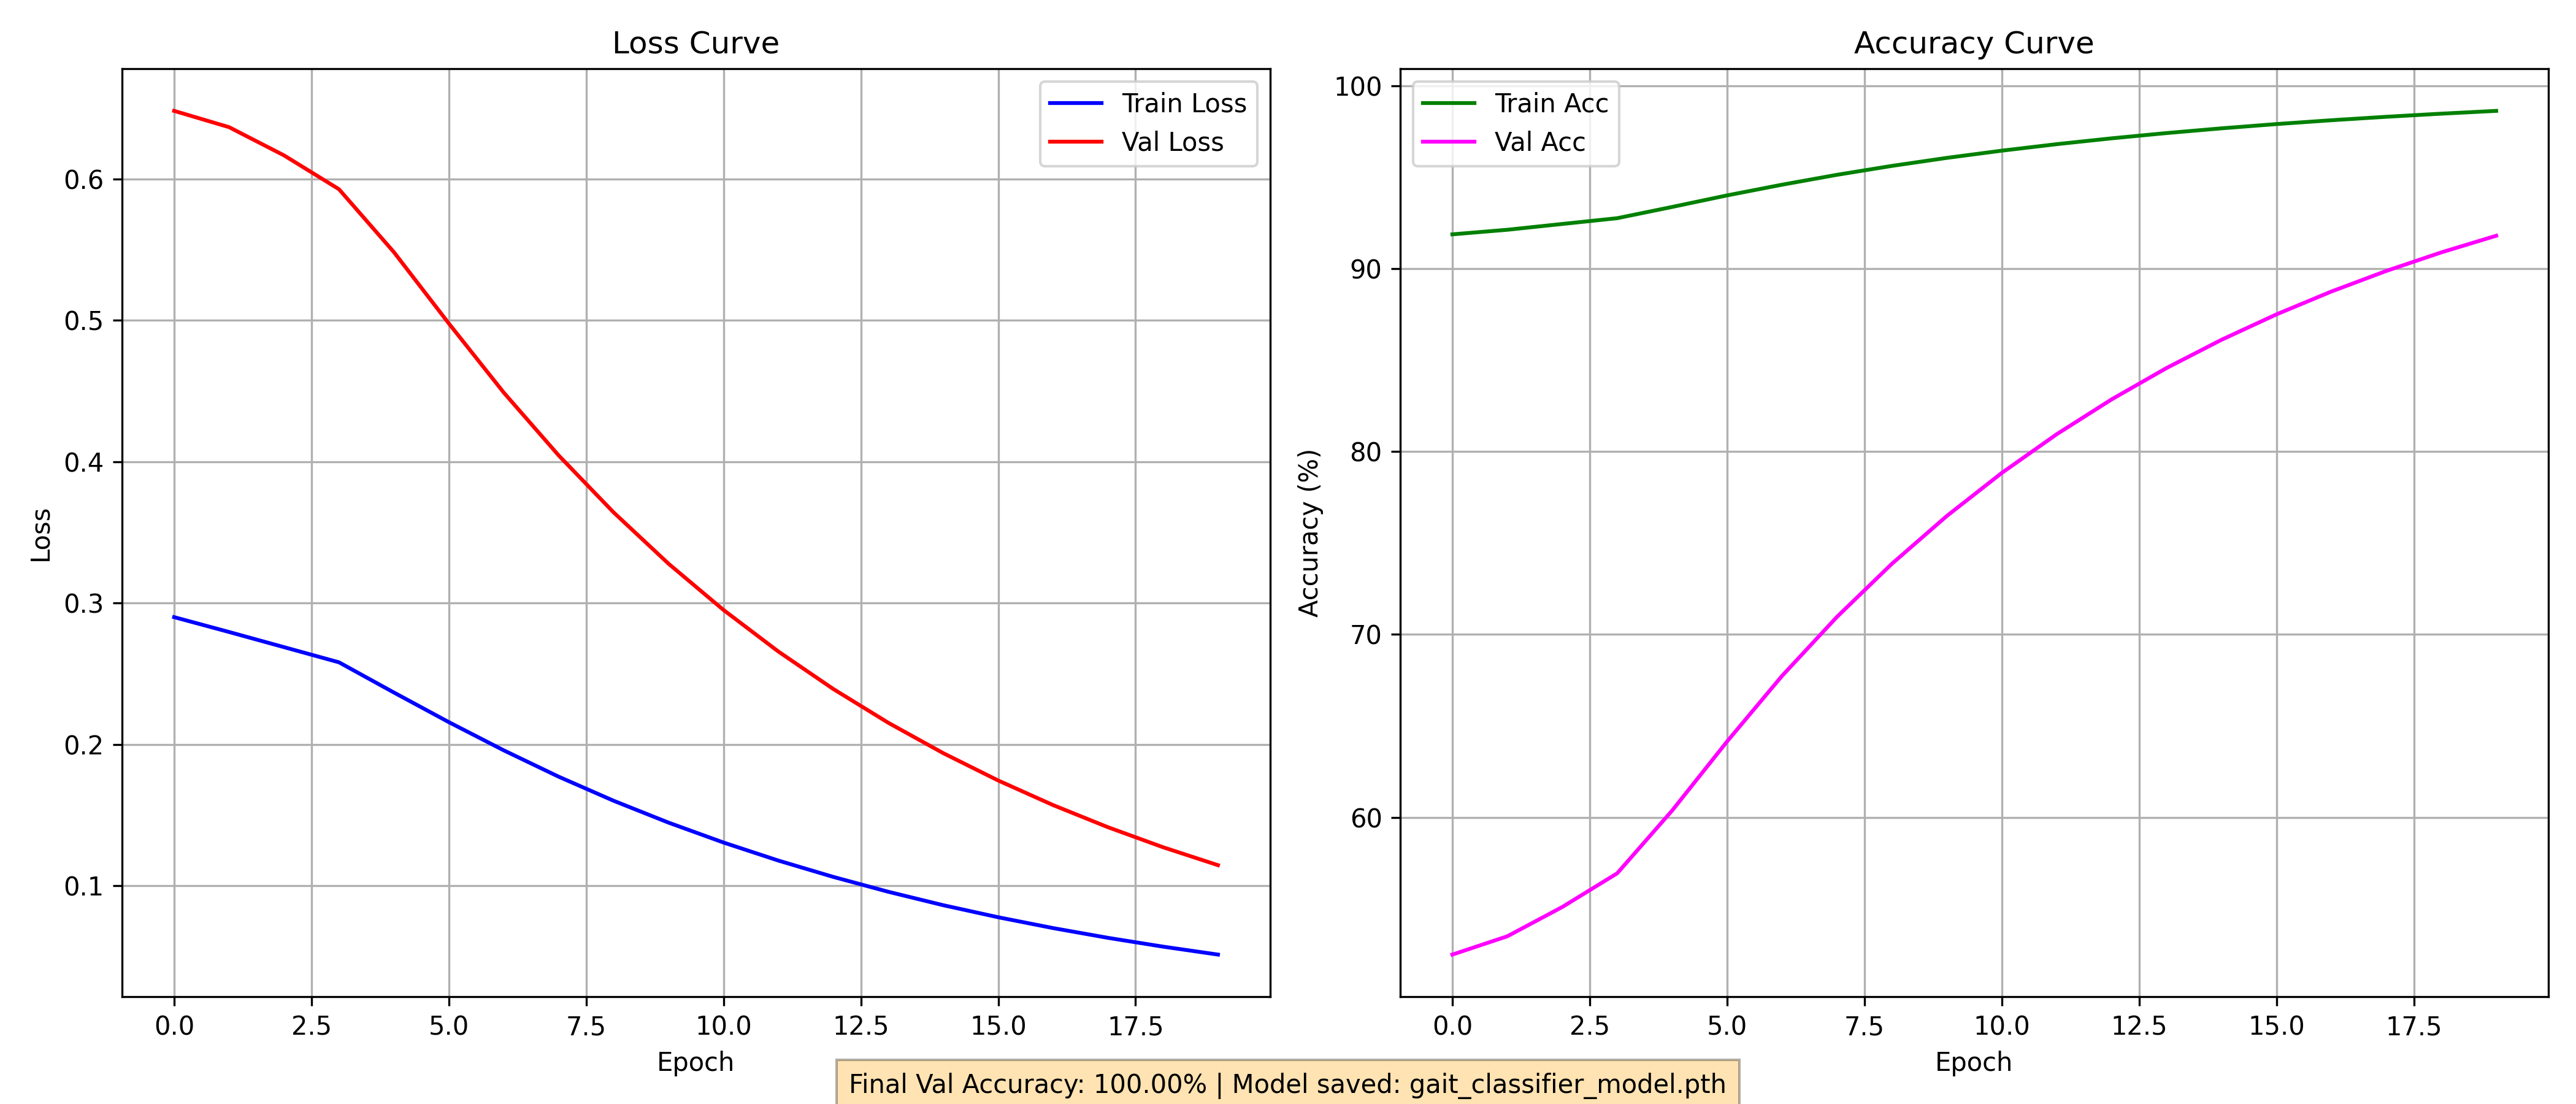 Loss Curve
Train Loss
Val Loss
0.6
0.5
0.4
0.3
0.2
0.1
Loss
0.0 2.5 5.0 7.5 10.0 12.5 15.0 17.5
Epoch
Accuracy Curve
Train Acc
Val Acc
100
90
80
70
60
Accuracy (%)
0.0 2.5 5.0 7.5 10.0 12.5 15.0 17.5
Epoch
Final Val Accuracy: 100.00% | Model saved: gait_classifier_model.pth